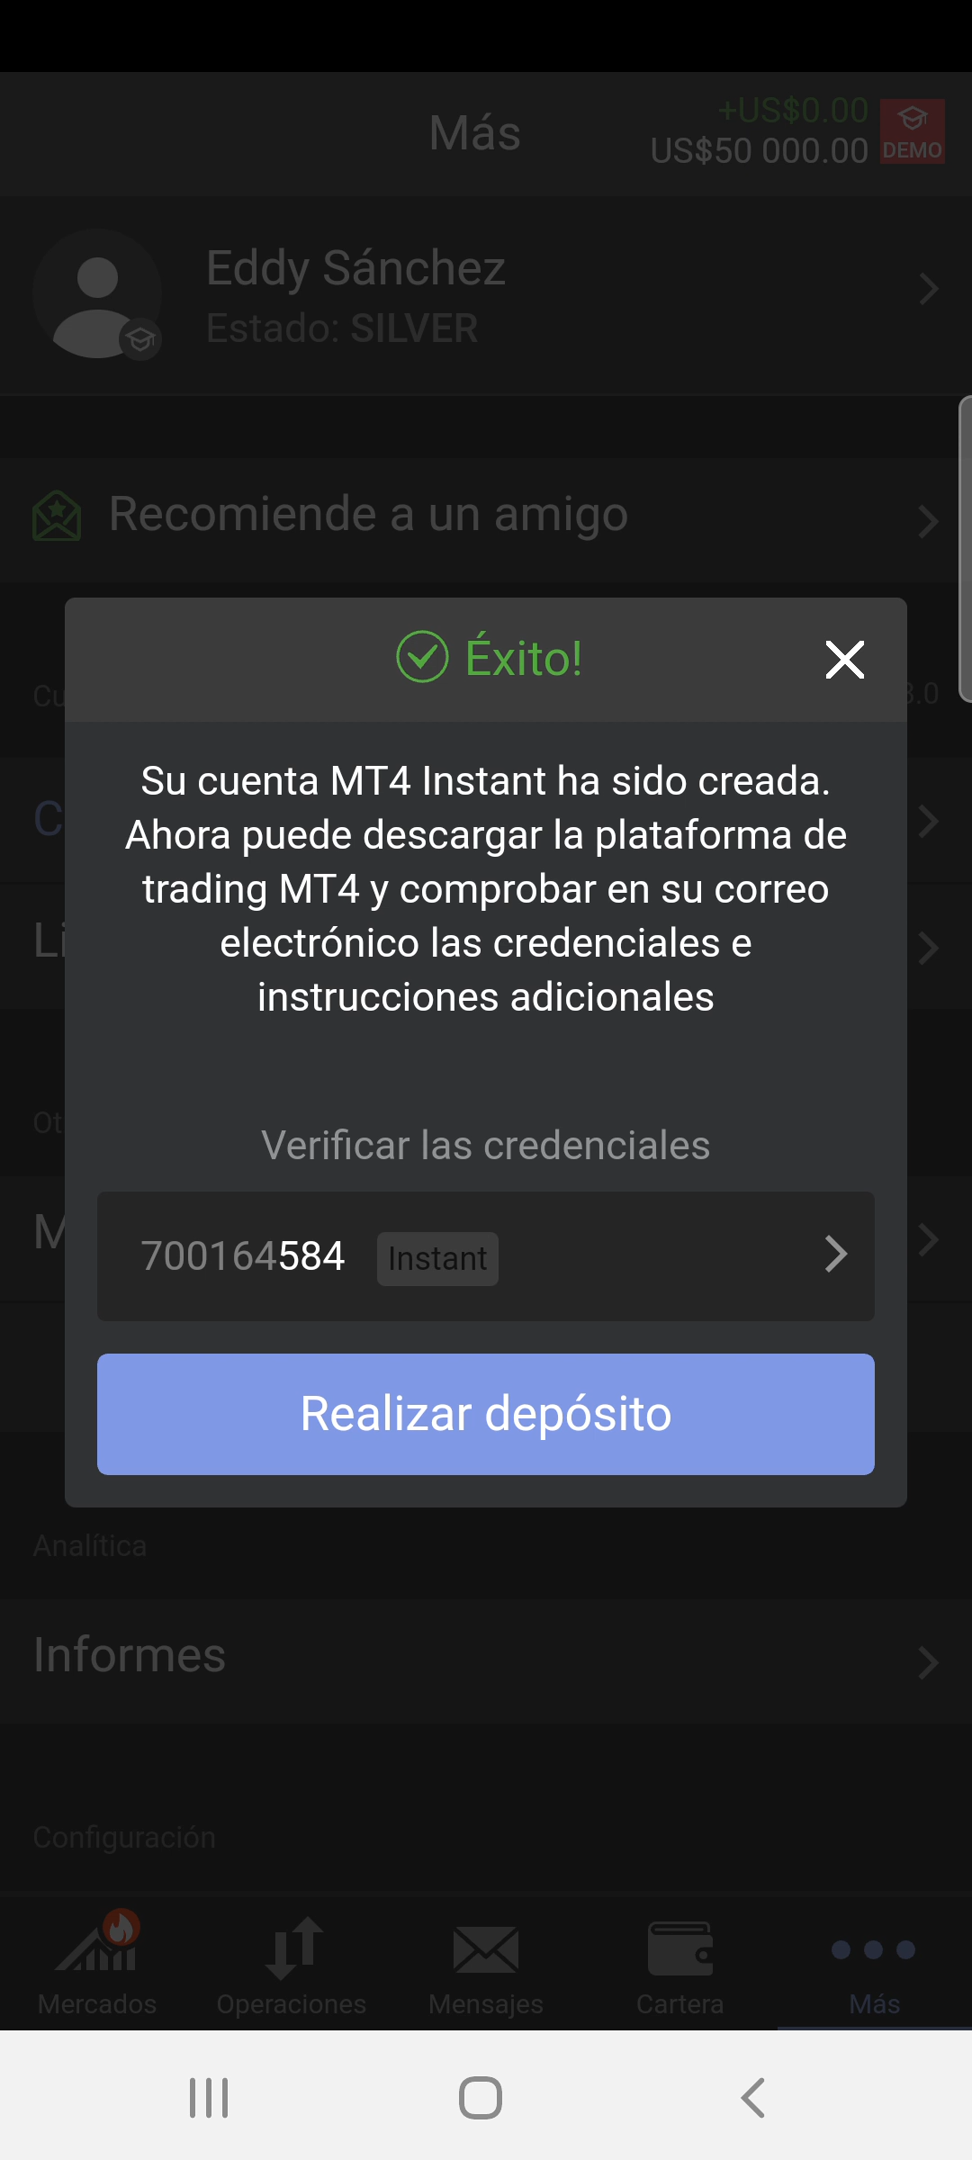 Más
+US$0.00
US$50 000.00
DEMO
Eddy Sánchez
Estado: SILVER
Recomiende a un amigo
Éxito!
Su cuenta MT4 Instant ha sido creada.
Ahora puede descargar la plataforma de
trading MT4 y comprobar en su correo
electrónico las credenciales e
instrucciones adicionales
Verificar las credenciales
700164584 Instant
Realizar depósito
Analítica
Informes
Configuración
Mercados Operaciones Mensajes Cartera Más